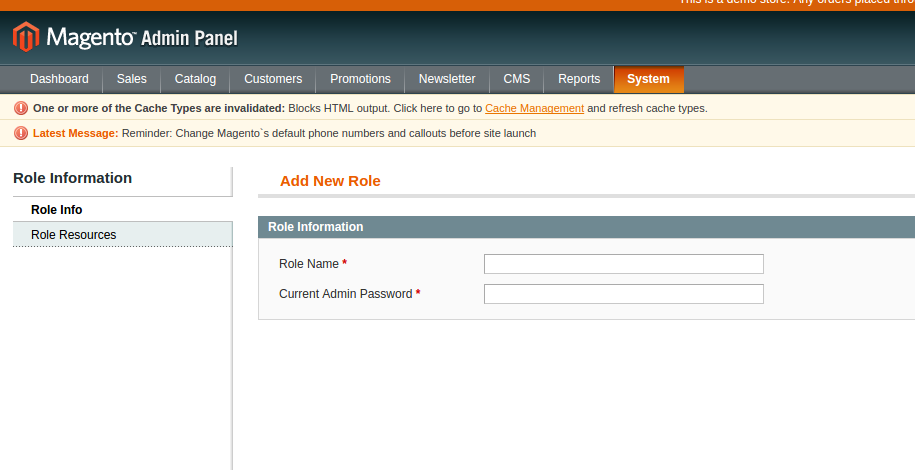 This is a demo store. Any orders placed
Magento™ Admin Panel
Dashboard Sales Catalog Customers Promotions Newsletter CMS Reports System
One or more of the Cache Types are invalidated: Blocks HTML output. Click here to go to Cache Management and refresh cache types.
Latest Message: Reminder: Change Magento`s default phone numbers and callouts before site launch
Role Information
Role Info
Role Resources
Add New Role
Role Information
Role Name *
Current Admin Password *